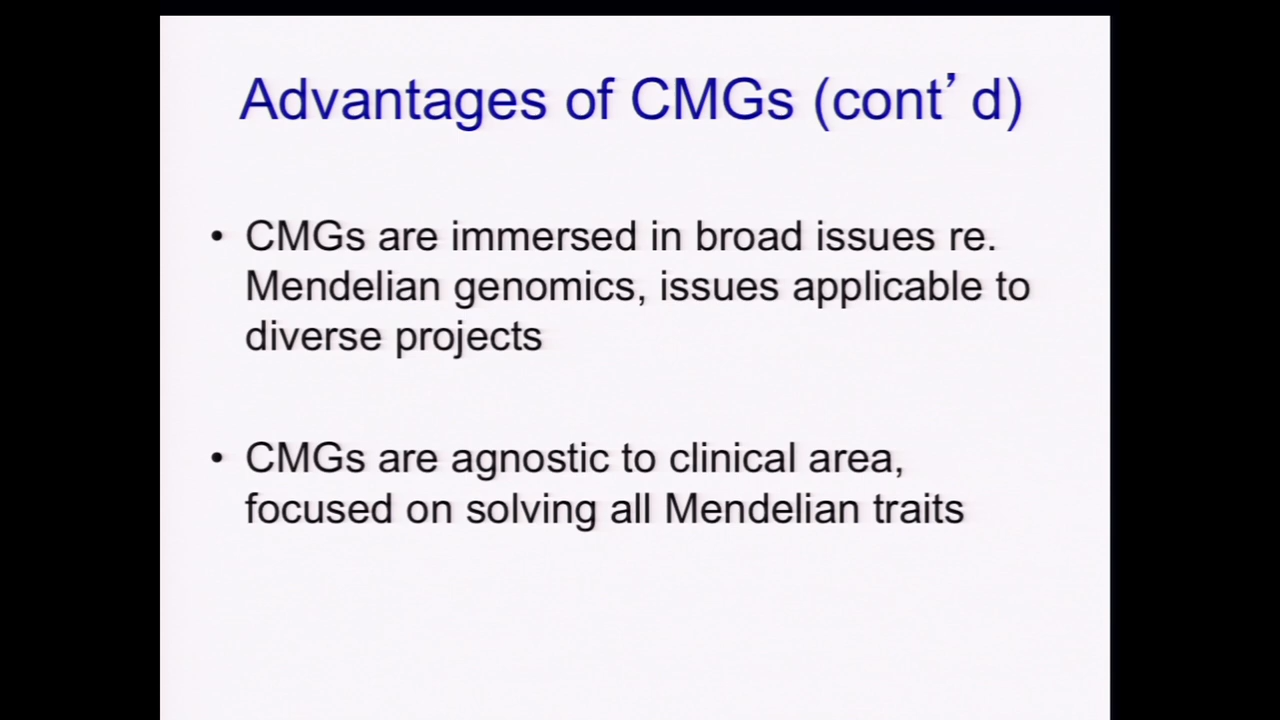 Advantages of CMGs (cont’d)
• CMGs are immersed in broad issues re.
Mendelian genomics, issues applicable to
diverse projects
• CMGs are agnostic to clinical area,
focused on solving all Mendelian traits